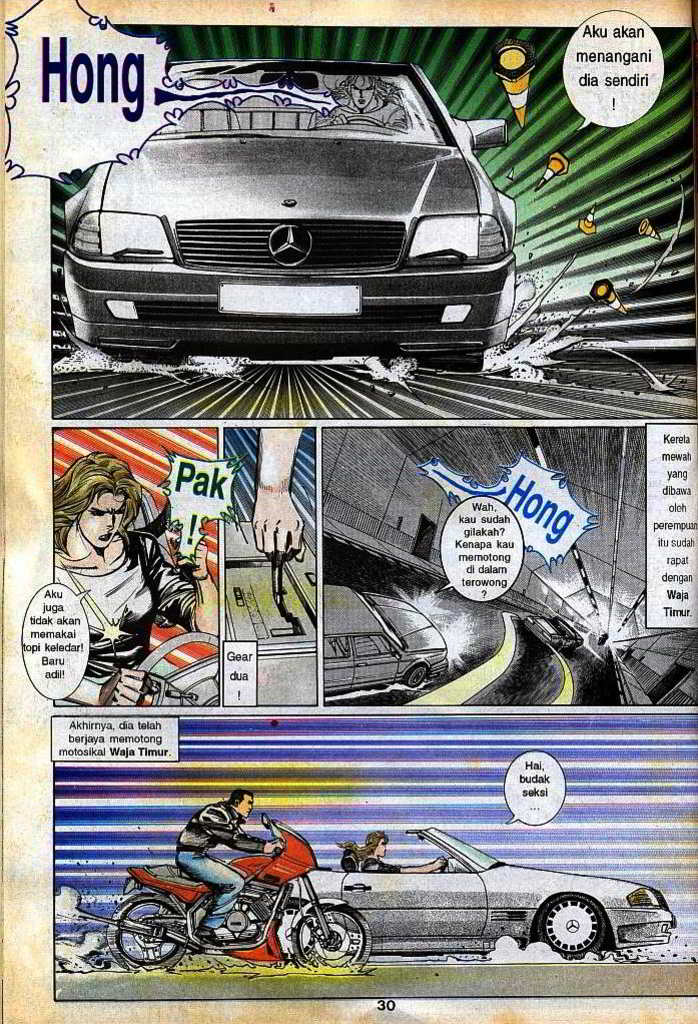 Hong
Aku akan
menangani
dia sendiri
!
Pak
!
Aku
juga
tidak akan
memakai
topi keledar!
Baru
adil!
Gear
dua
!
Hong
Wah,
kau sudah
gilakah?
Kenapa kau
memotong
di dalam
terowong
?
Kereta
mewah
yang
dibawa
oleh
perempuan
itu sudah
rapat
dengan
Waja
Timur.
Akhirnya, dia telah
berjaya memotong
motosikal Waja Timur.
Hai,
budak
seksi
...
30